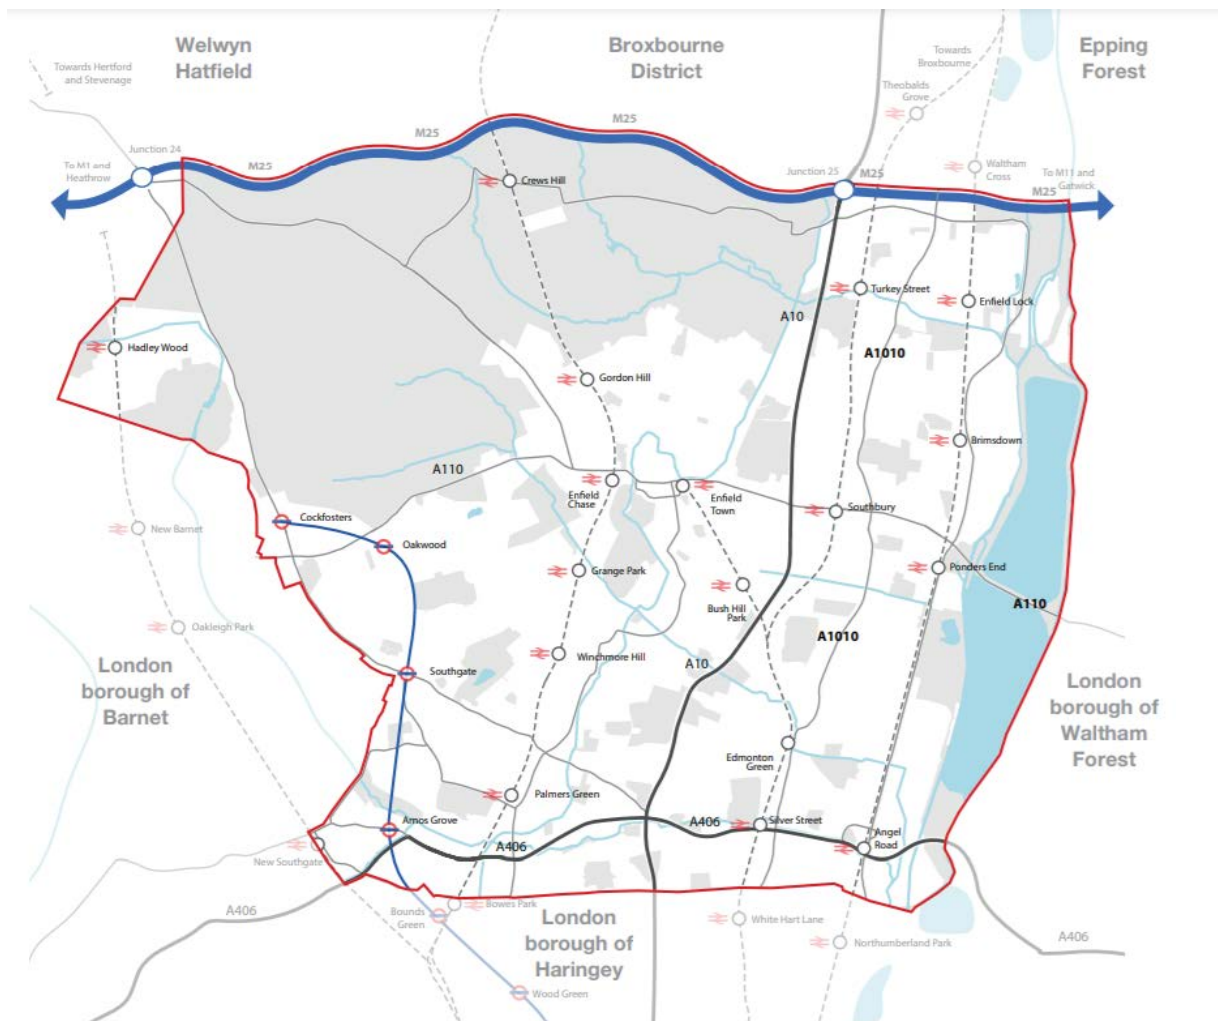 Welwyn
Hatfield
Broxbourne
District
Epping
Forest
Towards Hertford
and Stevenage
Towards
Broxbourne
Theobalds
Grove
M25
M25
Junction 24
M25
To M1 and
Heathrow
Waltham
Cross
Junction 25
M25
To M11 and
Gatwick
M25
Crews Hill
Turkey Street
Enfield Lock
A10
Hadley Wood
A1010
Gordon Hill
Brimsdown
A110
Enfield
Chase
Enfield
Town
Southbury
Cockfosters
New Barnet
Oakwood
Grange Park
Ponders End
Bush Hill
Park
A110
Oakleigh Park
A1010
London
borough of
Barnet
Southgate
Winchmore Hill
A10
London
borough of
Waltham
Forest
Edmonton
Green
Palmers Green
Arnos Grove
A406
Silver Street
Angel
Road
A406
New Southgate
Bowes Park
A406
Bounds
Green
London
borough of
Haringey
White Hart Lane
Northumberland Park
A406
Wood Green